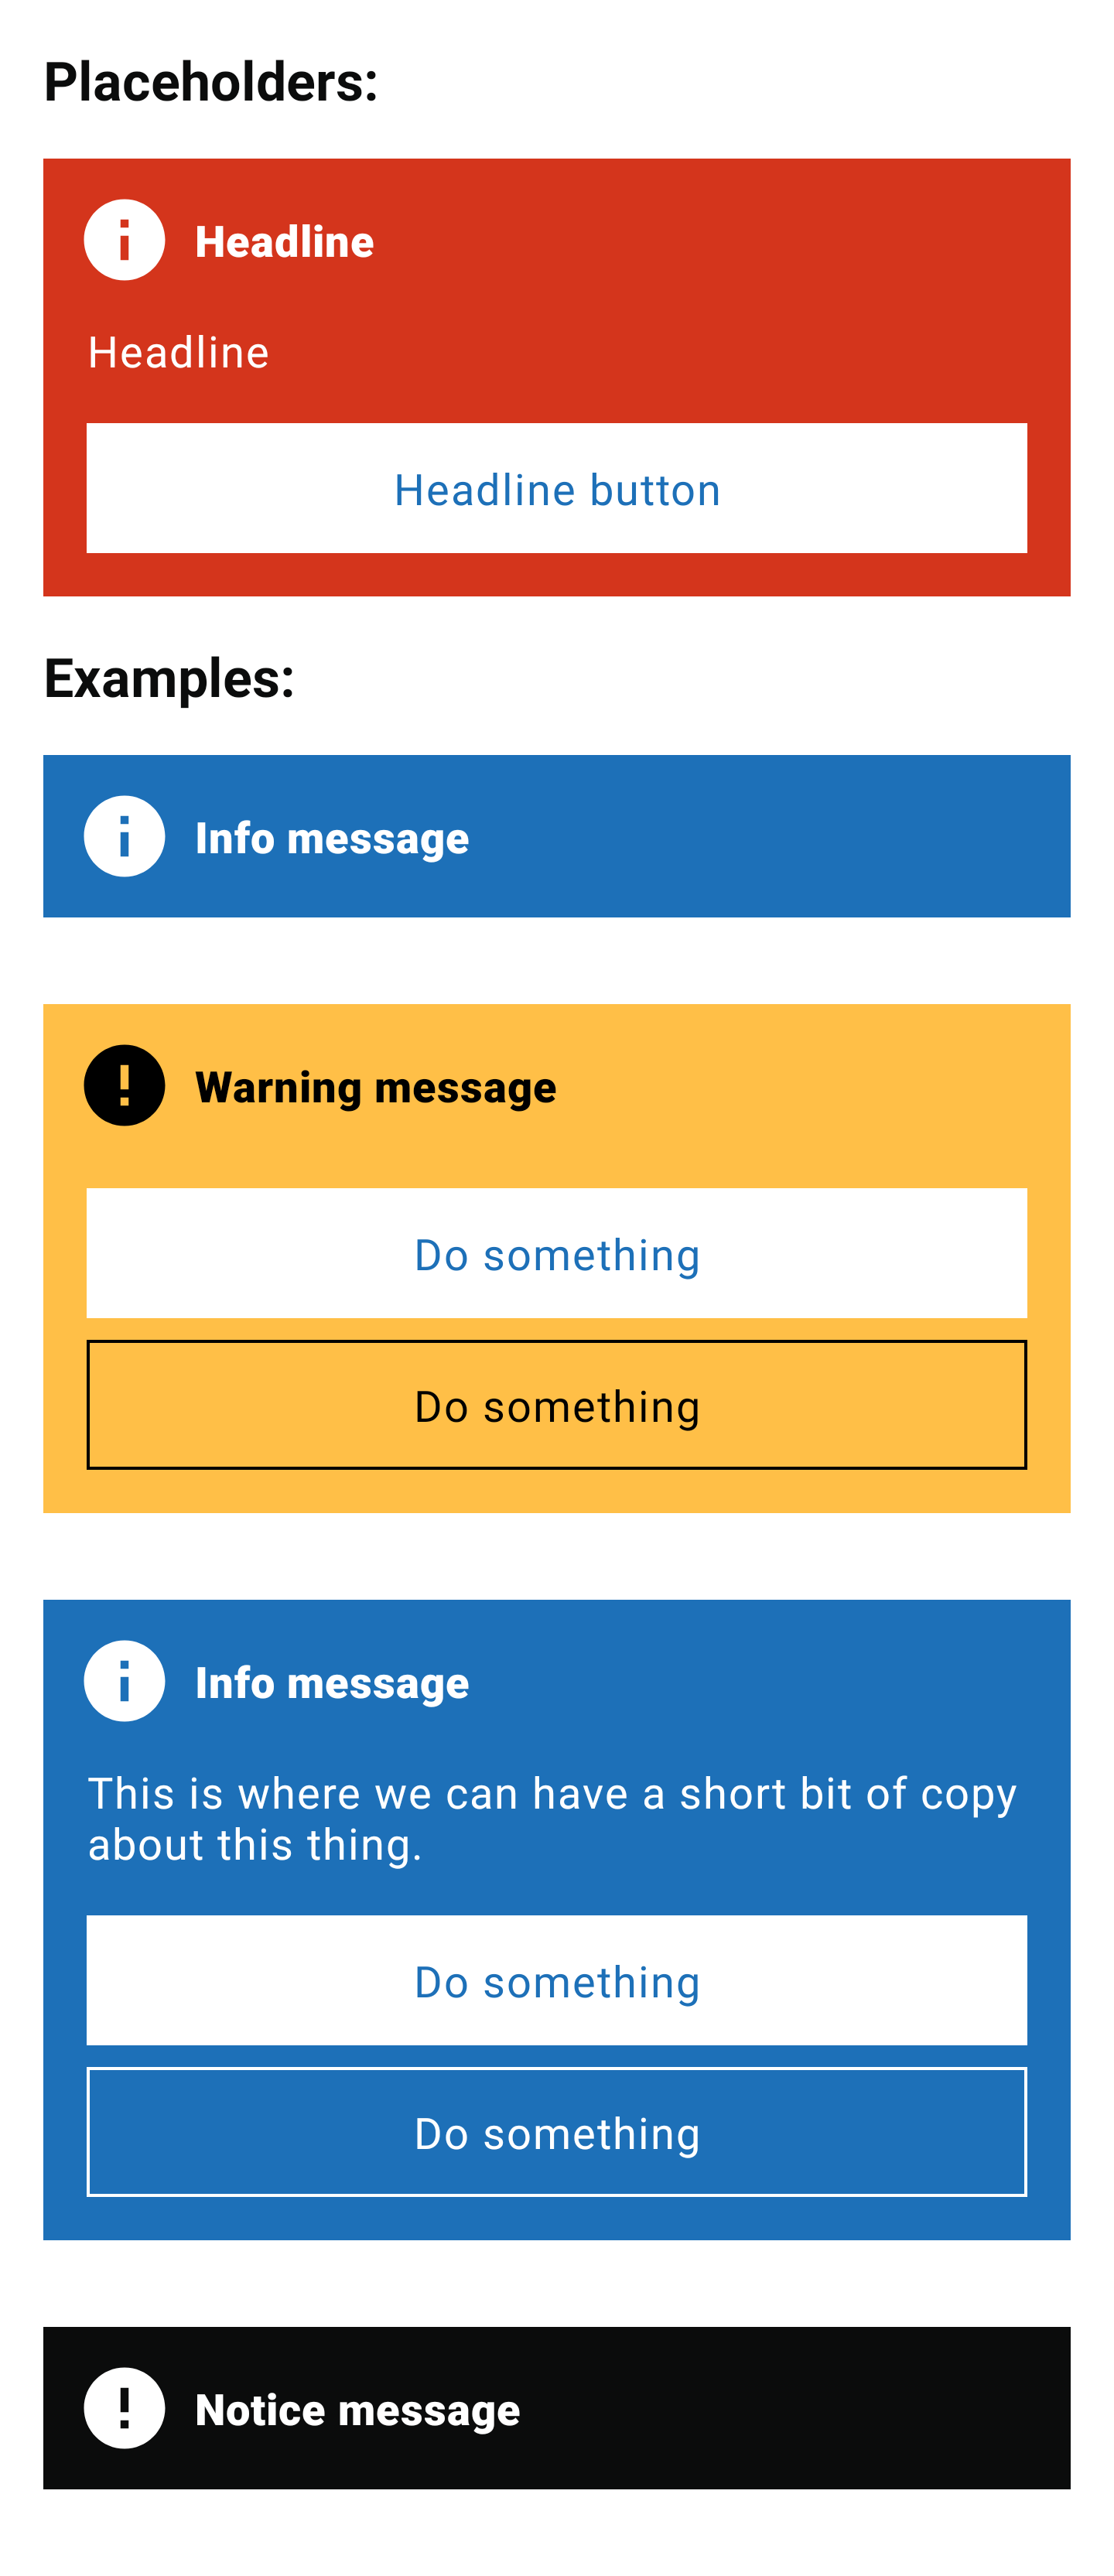 Placeholders:
Headline
Headline
Headline button
Examples:
Info message
Warning message
Do something
Do something
Info message
This is where we can have a short bit of copy
about this thing.
Do something
Do something
Notice message